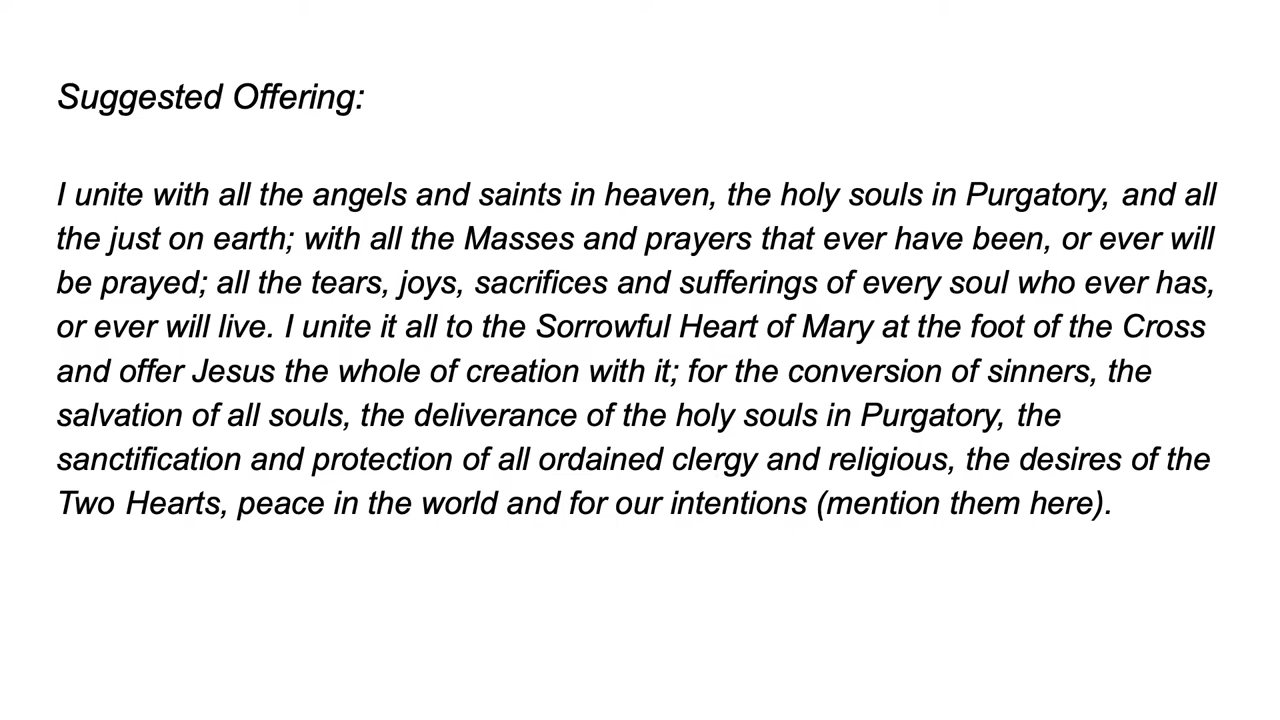 Suggested Offering:
I unite with all the angels and saints in heaven, the holy souls in Purgatory, and all
the just on earth; with all the Masses and prayers that ever have been, or ever will
be prayed; all the tears, joys, sacrifices and sufferings of every soul who ever has,
or ever will live. I unite it all to the Sorrowful Heart of Mary at the foot of the Cross
and offer Jesus the whole of creation with it; for the conversion of sinners, the
salvation of all souls, the deliverance of the holy souls in Purgatory, the
sanctification and protection of all ordained clergy and religious, the desires of the
Two Hearts, peace in the world and for our intentions (mention them here).